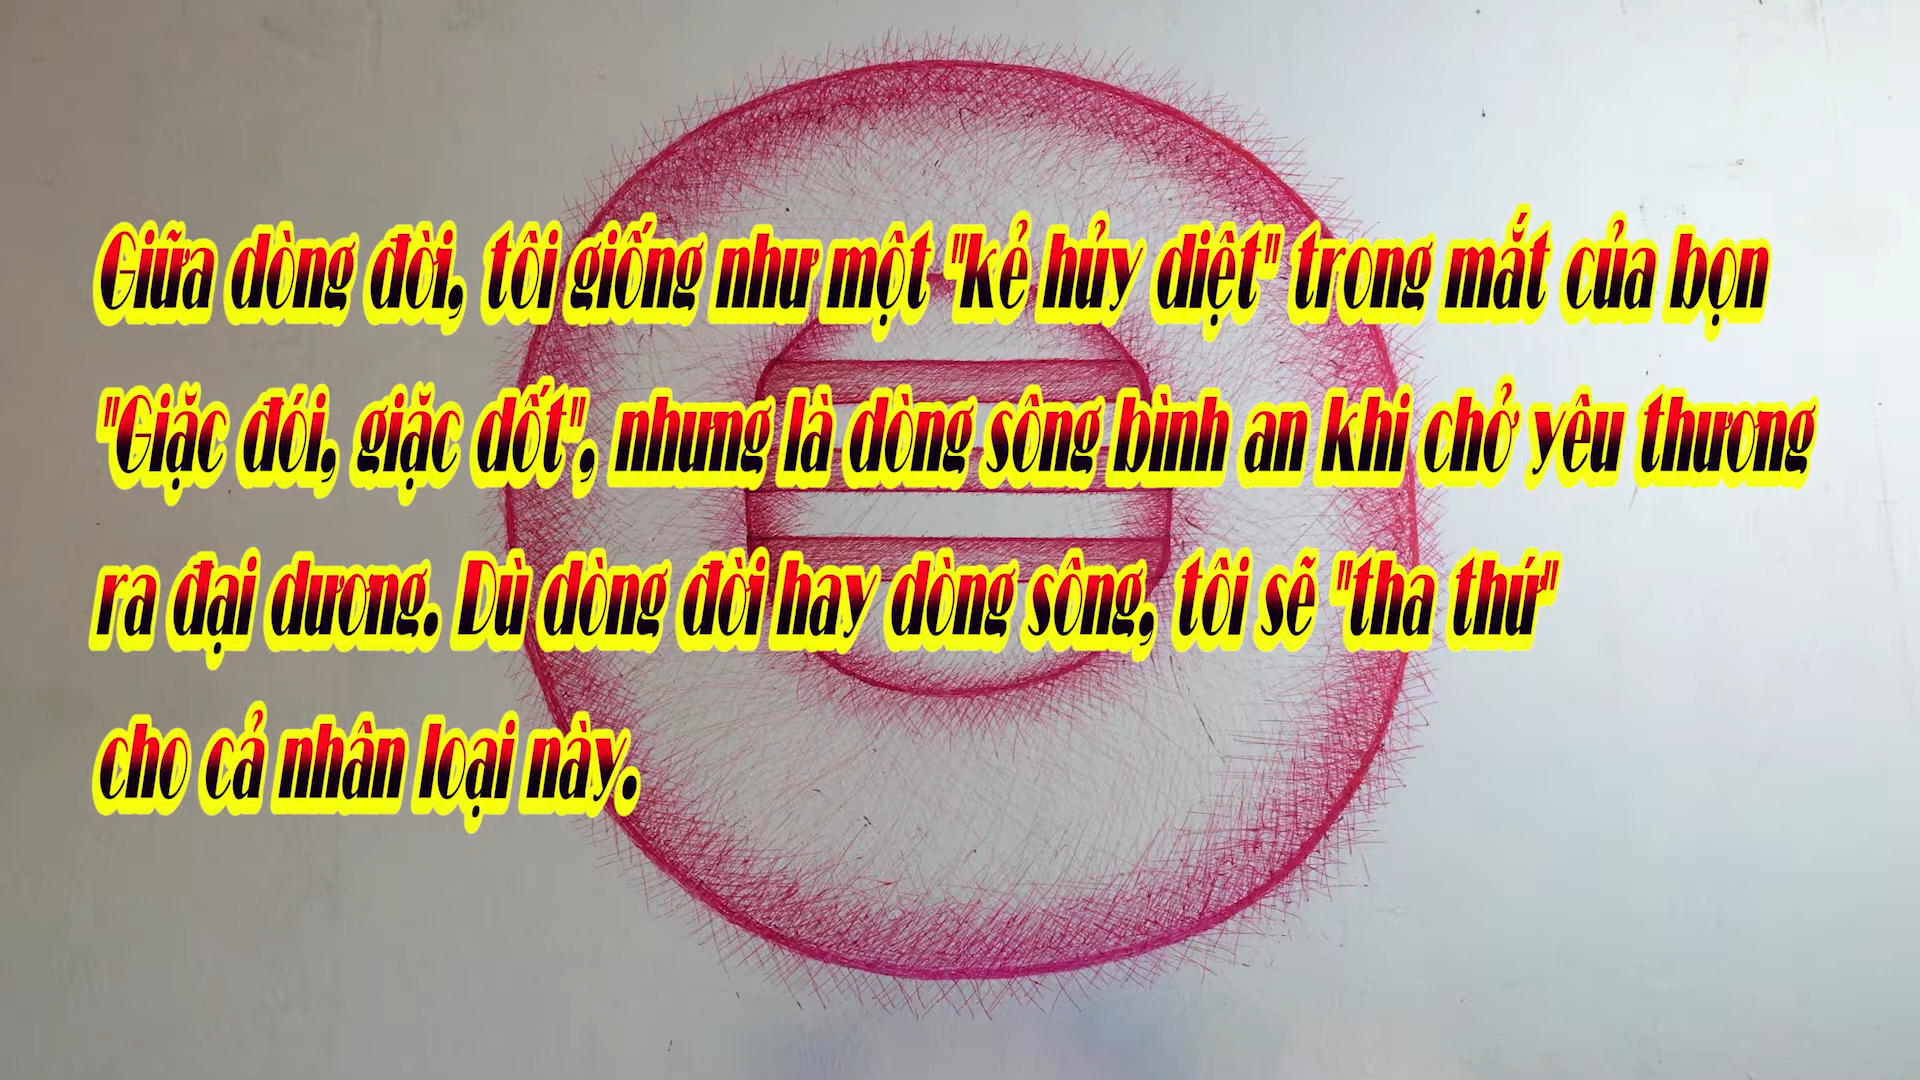 Giữa dòng đời, tôi giống như một "kẻ hủy diệt" trong mắt của bọn
"Giặc đói, giặc dốt", nhưng là dòng sông bình an khi chở yêu thương
ra đại dương. Dù dòng đời hay dòng sông, tôi sẽ "tha thứ"
cho cả nhân loại này.